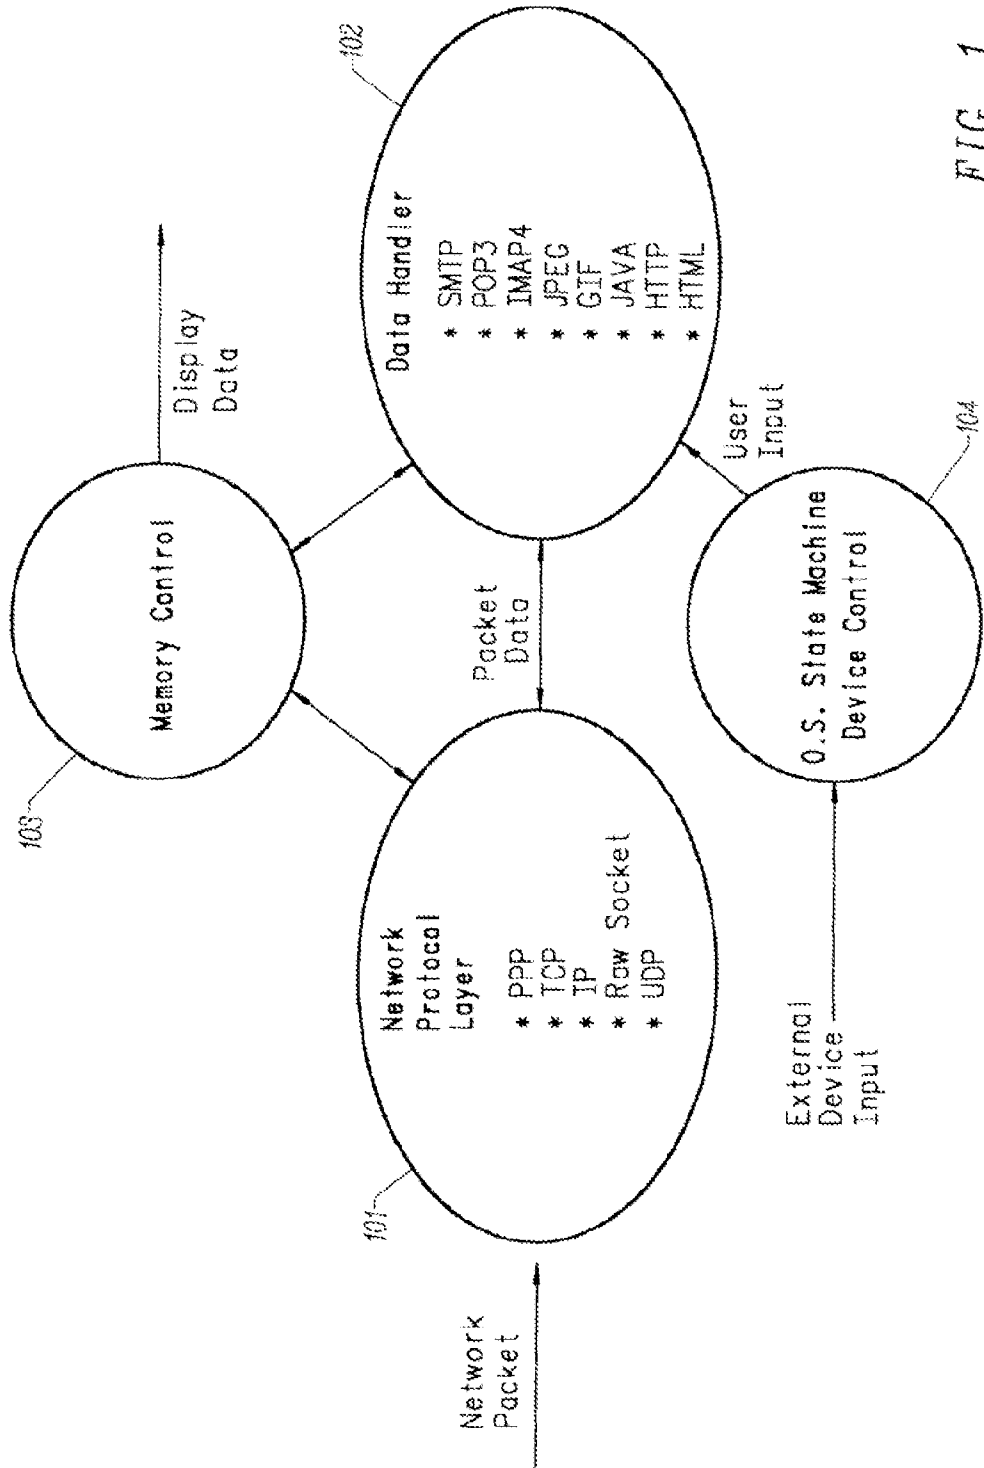 103
Memory Control
Display
Data
102
Data Handler
* SMTP
* POP3
* IMAP4
* JPEG
* GIF
* JAVA
* HTTP
* HTML
101
Network
Protocal
Layer
* PPP
* TCP
* IP
* Raw Socket
* UDP
Network
Packet
Packet
Data
User
Input
External
Device
Input
O.S. State Machine
Device Control
104
FIG. 1